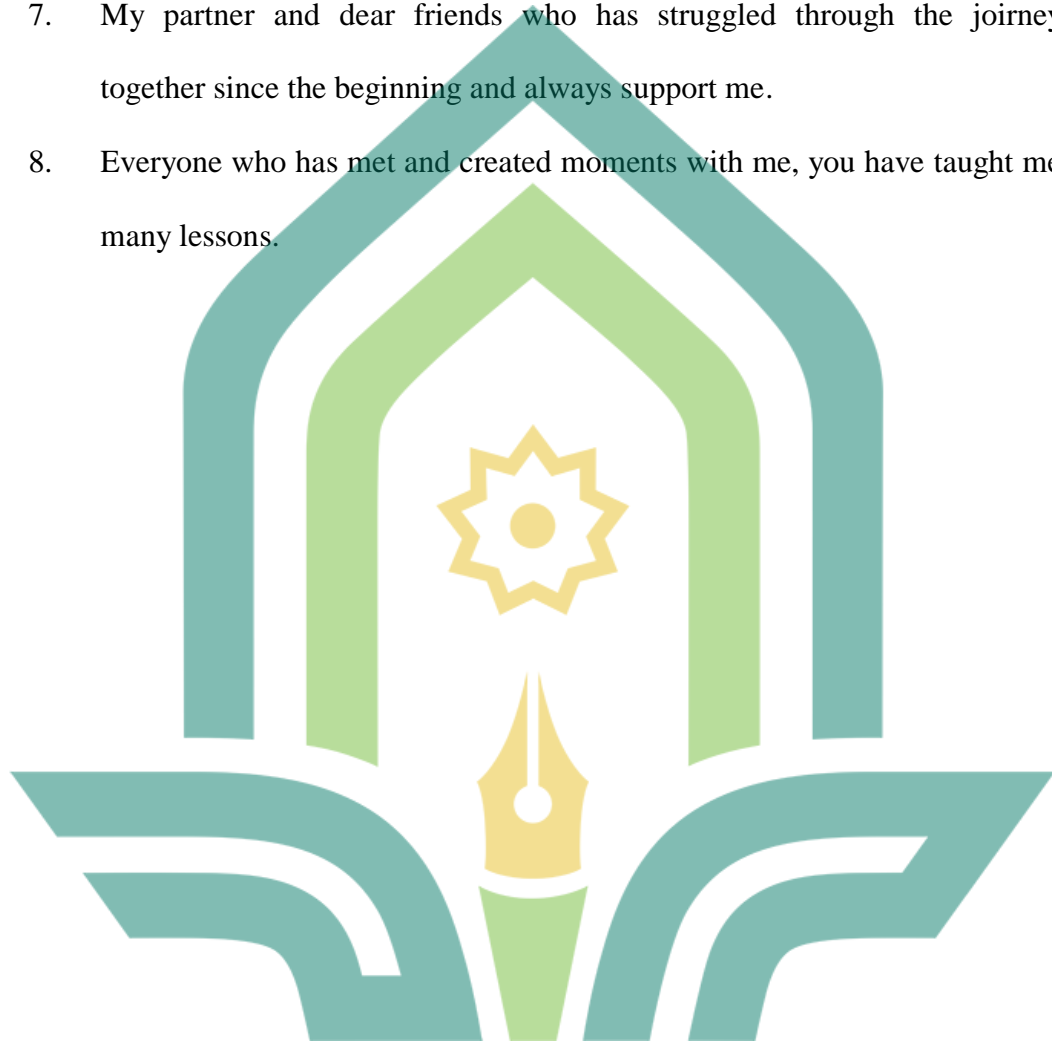 7. My partner and dear friends who has struggled through the joirney
together since the beginning and always support me.
8. Everyone who has met and created moments with me, you have taught me
many lessons.